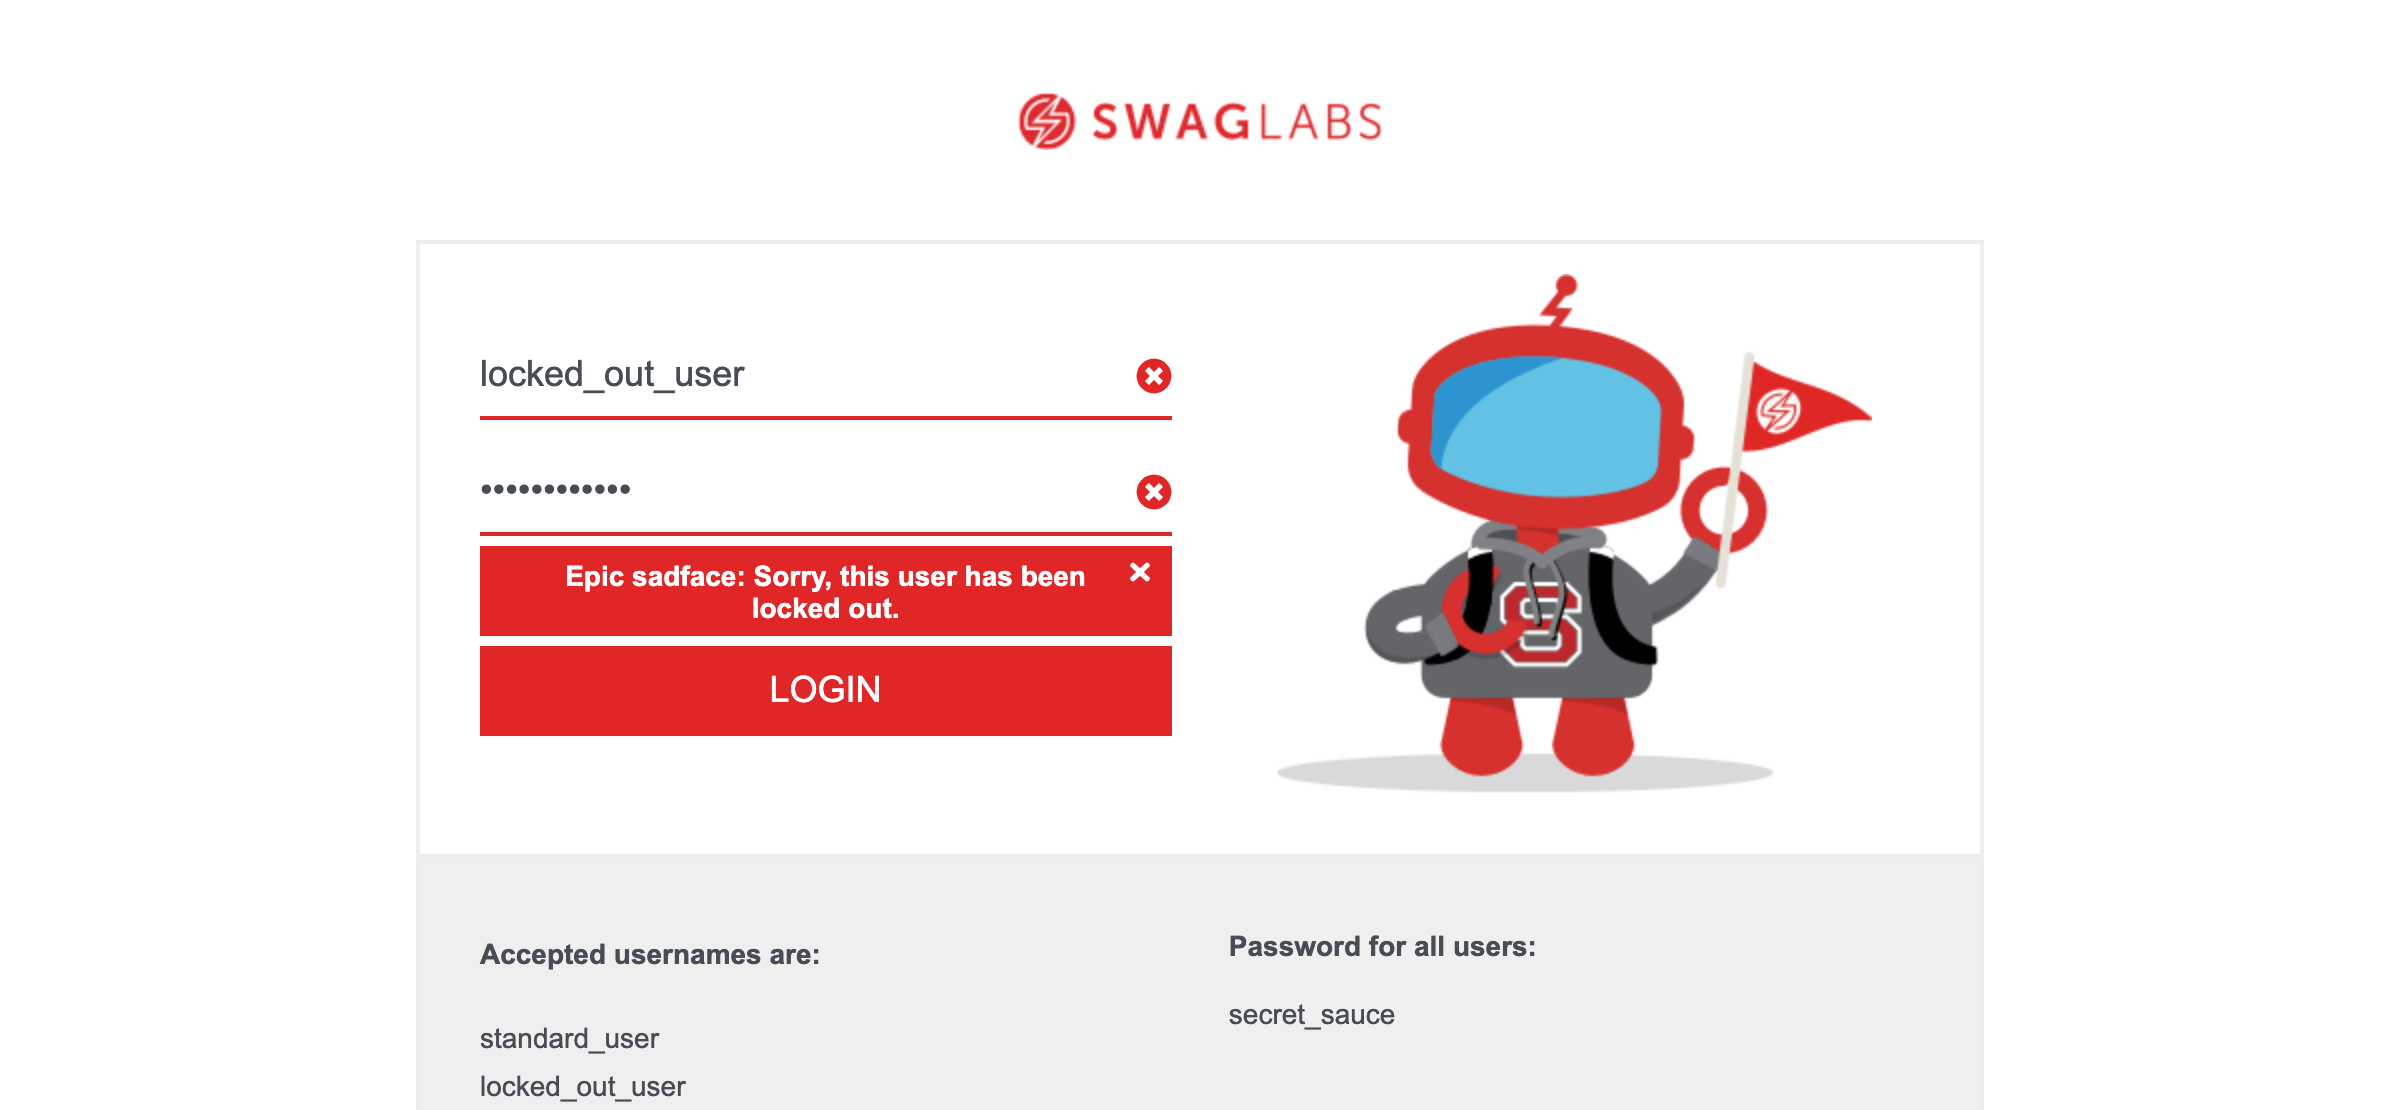 SWAGLABS
locked_out_user
••••••••••••
Epic sadface: Sorry, this user has been
locked out.
LOGIN
S
Accepted usernames are:
standard_user
locked_out_user
Password for all users:
secret_sauce